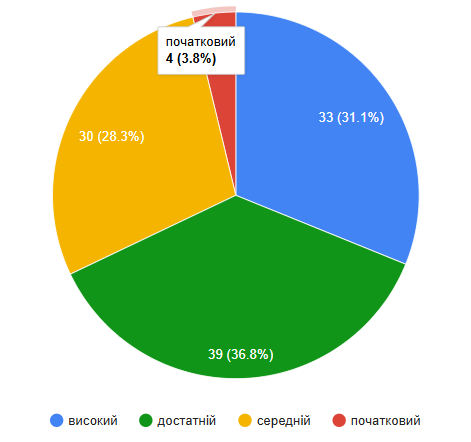 початковий
4 (3.8%)
33 (31.1%)
30 (28.3%)
39 (36.8%)
високий
достатній
середній
початковий